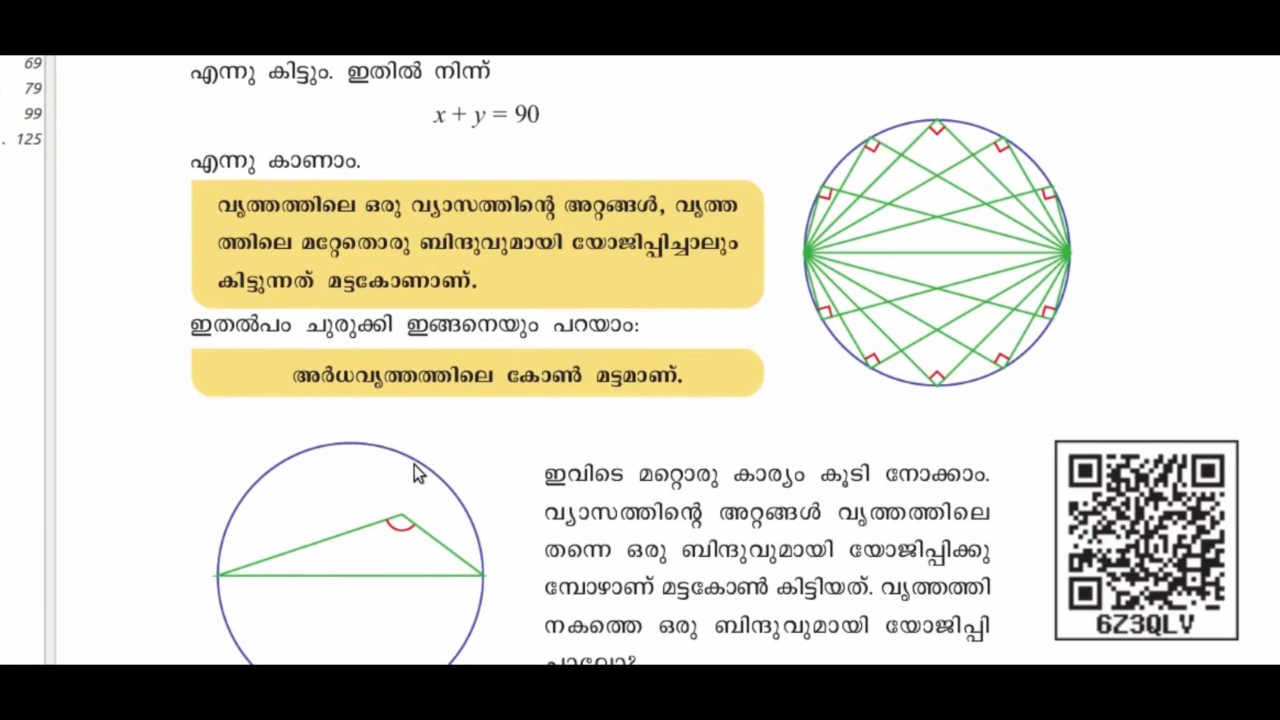 69
79
99
. 125
എന്നു കിട്ടും. ഇതിൽ നിന്ന്
x + y = 90
എന്നു കാണാം.
വൃത്തത്തിലെ ഒരു വ്യാസത്തിന്റെ അറ്റങ്ങൾ, വൃത്ത
ത്തിലെ മറ്റേതൊരു ബിന്ദുവുമായി യോജിപ്പിച്ചാലും
കിട്ടുന്നത് മട്ടകോണാണ്.
ഇതൽപം ചുരുക്കി ഇങ്ങനെയും പറയാം:
അർധവൃത്തത്തിലെ കോൺ മട്ടമാണ്.
ഇവിടെ മറ്റൊരു കാര്യം കൂടി നോക്കാം.
വ്യാസത്തിന്റെ അറ്റങ്ങൾ വൃത്തത്തിലെ
തന്നെ ഒരു ബിന്ദുവുമായി യോജിപ്പിക്കു
മ്പോഴാണ് മട്ടകോൺ കിട്ടിയത്. വൃത്തത്തി
നകത്തെ ഒരു ബിന്ദുവുമായി യോജിപ്പി
6Z3QLV